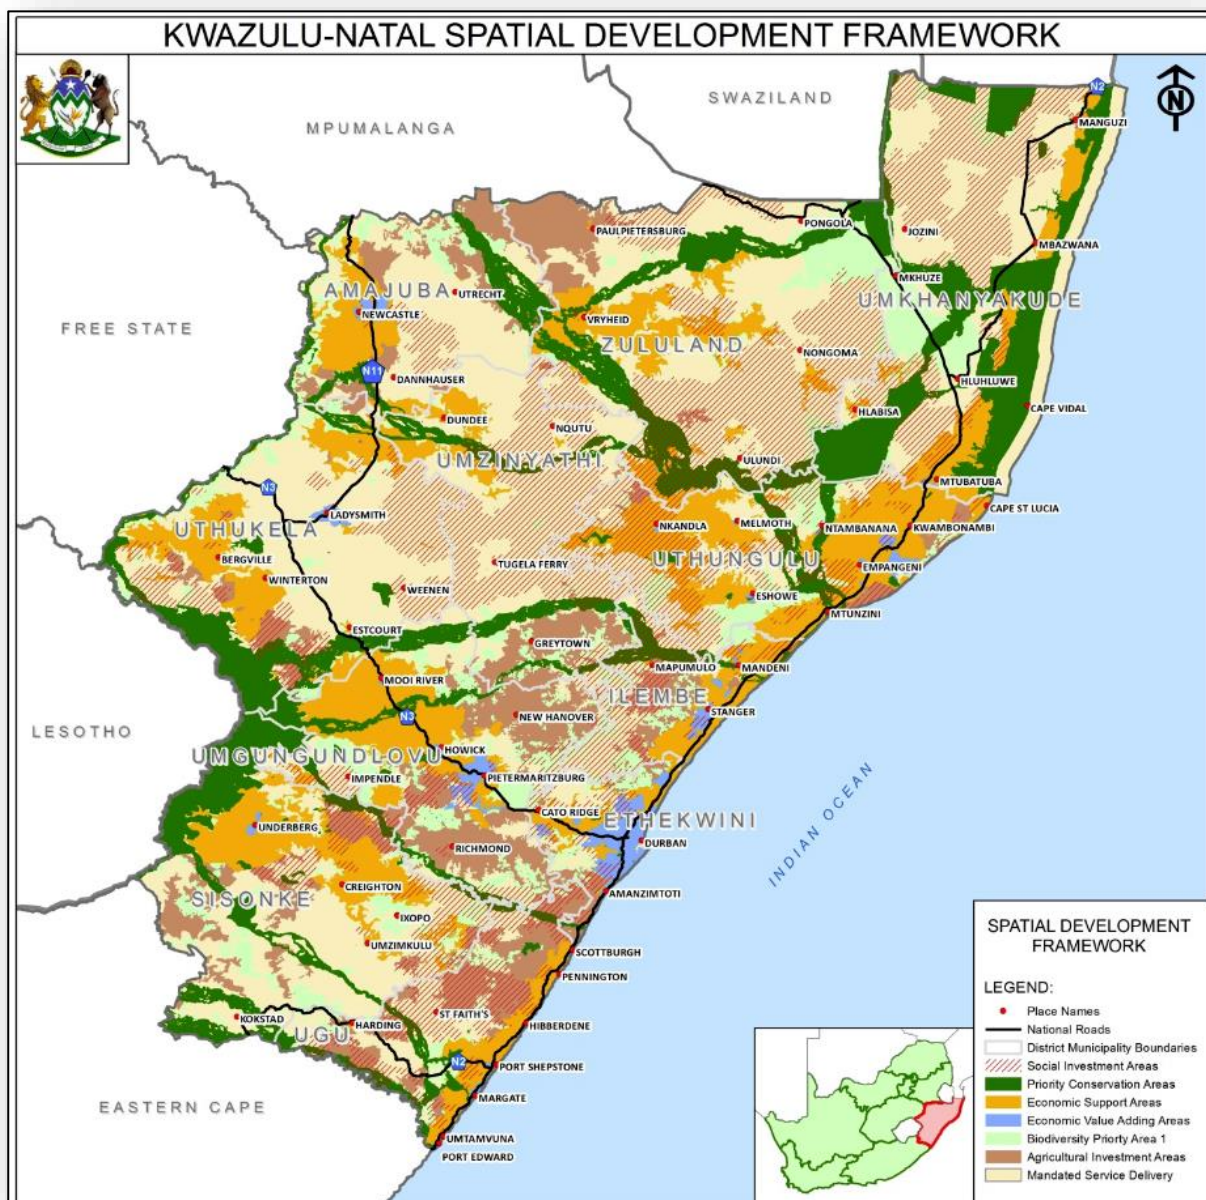 KWAZULU-NATAL SPATIAL DEVELOPMENT FRAMEWORK
SWAZILAND
MPUMALANGA
N2
MANGUZI
PONGOLA
PAULPIETERSBURG
JOZINI
MBAZWANA
MKHUZE
AMAJUBA
UTRECHT
UMKHANYAKUDE
NEWCASTLE
VRYHEID
FREE STATE
ZULULAND
NONGOMA
N11
DANNHAUSER
HLUHLUWE
HLABISA
CAPE VIDAL
DUNDEE
NQUTU
UMZINYATHI
ULUNDI
MTUBATUBA
N3
CAPE ST LUCIA
LADYSMITH
UTHUKELA
NKANDLA
MELMOTH
NTAMBANANA
KWAMBONAMBI
BERGVILLE
UTHUNGULU
TUGELA FERRY
EMPANGENI
WINTERTON
WEENEN
ESHOWE
MTUNZINI
ESTCOURT
GREYTOWN
MAPUMULO
MANDENI
MOOI RIVER
ILEMBE
STANGER
N3
NEW HANOVER
LESOTHO
UMGUNGUNDLOVU
HOWICK
IMPENDLE
PIETERMARITZBURG
CATO RIDGE
ETHEKWINI
INDIAN OCEAN
UNDERBERG
DURBAN
RICHMOND
CREIGHTON
AMANZIMTOTI
SISONKE
IXOPO
UMZIMKULU
SCOTTBURGH
PENNINGTON
KOKSTAD
HARDING
ST FAITH'S
HIBBERDENE
UGU
N2
PORT SHEPSTONE
MARGATE
EASTERN CAPE
UMTAMVUNA
PORT EDWARD
N
SPATIAL DEVELOPMENT
FRAMEWORK
LEGEND:
Place Names
National Roads
District Municipality Boundaries
Social Investment Areas
Priority Conservation Areas
Economic Support Areas
Economic Value Adding Areas
Biodiversity Priorty Area 1
Agricultural Investment Areas
Mandated Service Delivery